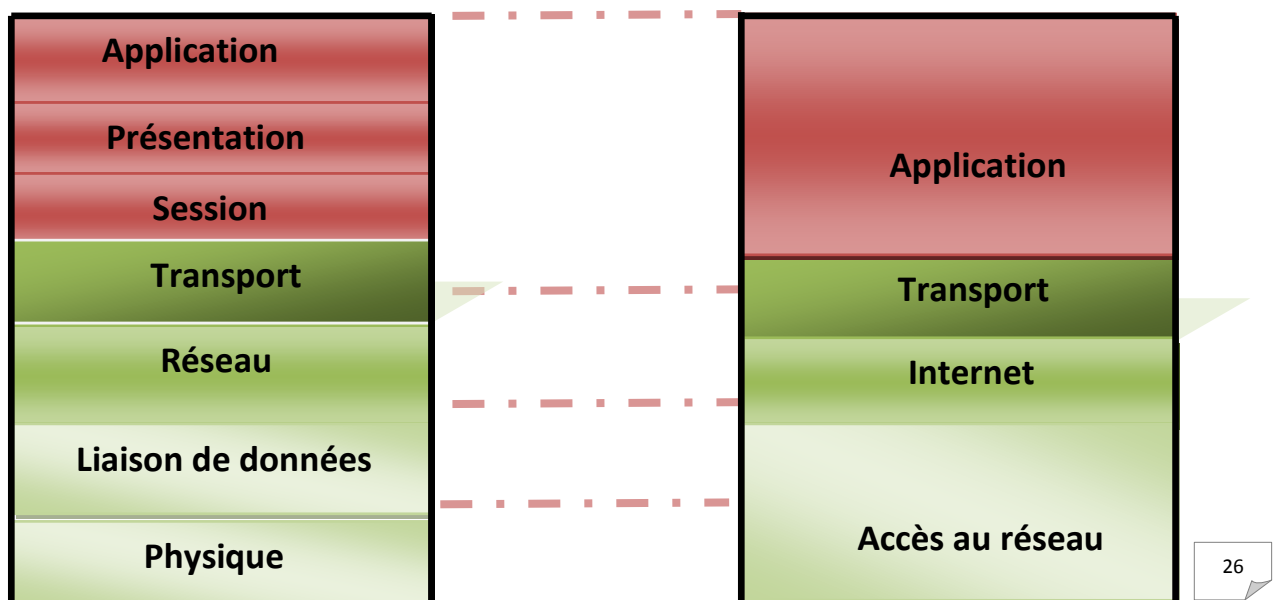 Application
Présentation
Session
Transport
Réseau
Liaison de données
Physique
Application
Transport
Internet
Accès au réseau
26